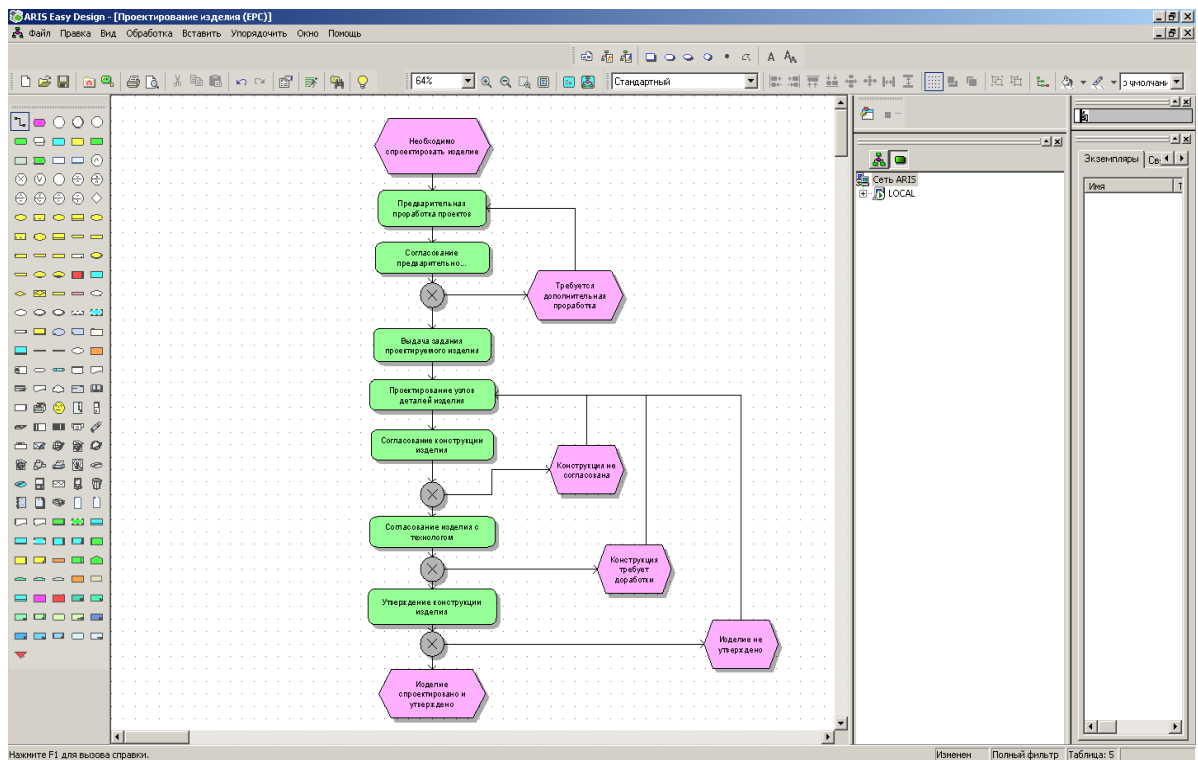 ARIS Easy Design - [Проектирование изделия (EPC)]
Файл Правка Вид Обработка Вставить Упорядочить Окно Помощь
64%
Стандартный
о умолчани
Необходимо
спроектировать изделие
Предварительная
проработка проектов
Согласование
предварительно...
Требуется
дополнительная
проработка
Выдача задания
проектируемого изделия
Проектирование узлов
деталей изделия
Согласование конструкции
изделия
Конструкция не
согласована
Согласование изделия с
технологом
Конструкция
требует
доработки
Утверждение конструкции
изделия
Изделие не
утверждено
Изделие
спроектировано и
утверждено
Сеть ARIS
LOCAL
Экземпляры Св
Имя Т
Нажмите F1 для вызова справки.
Изменен Полный фильтр Таблица: 5